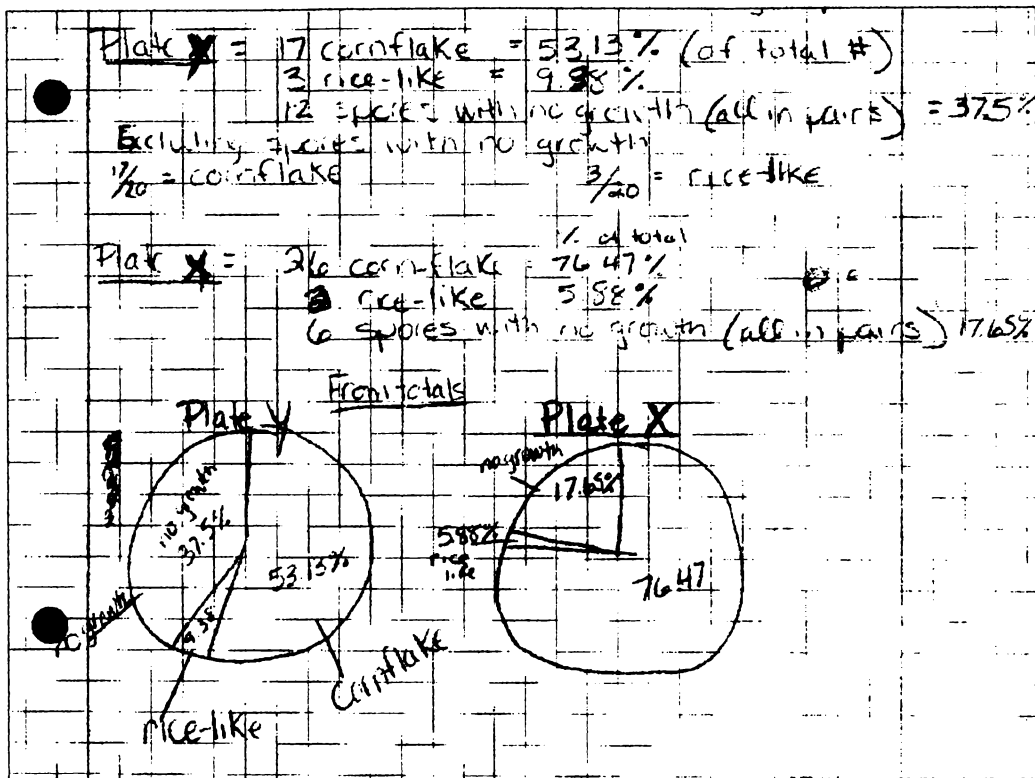 Plate X = 17 cornflake = 53.13% (of total #)
3 rice-like = 9.38%
12 spores with no growth (all in pairs) = 37.5%
Excluding spores with no growth
17/20 = cornflake 3/20 = rice-like
% of total
Plate X = 26 corn-flake = 76.47%
2 rice-like 5.88%
6 spores with no growth (all in pairs) 17.65%
From totals
Plate Y Plate X
no growth
37.5%
53.13%
9.38
no growth
rice-like
Cornflake
no growth
17.65%
5.88%
rice
like
76.47